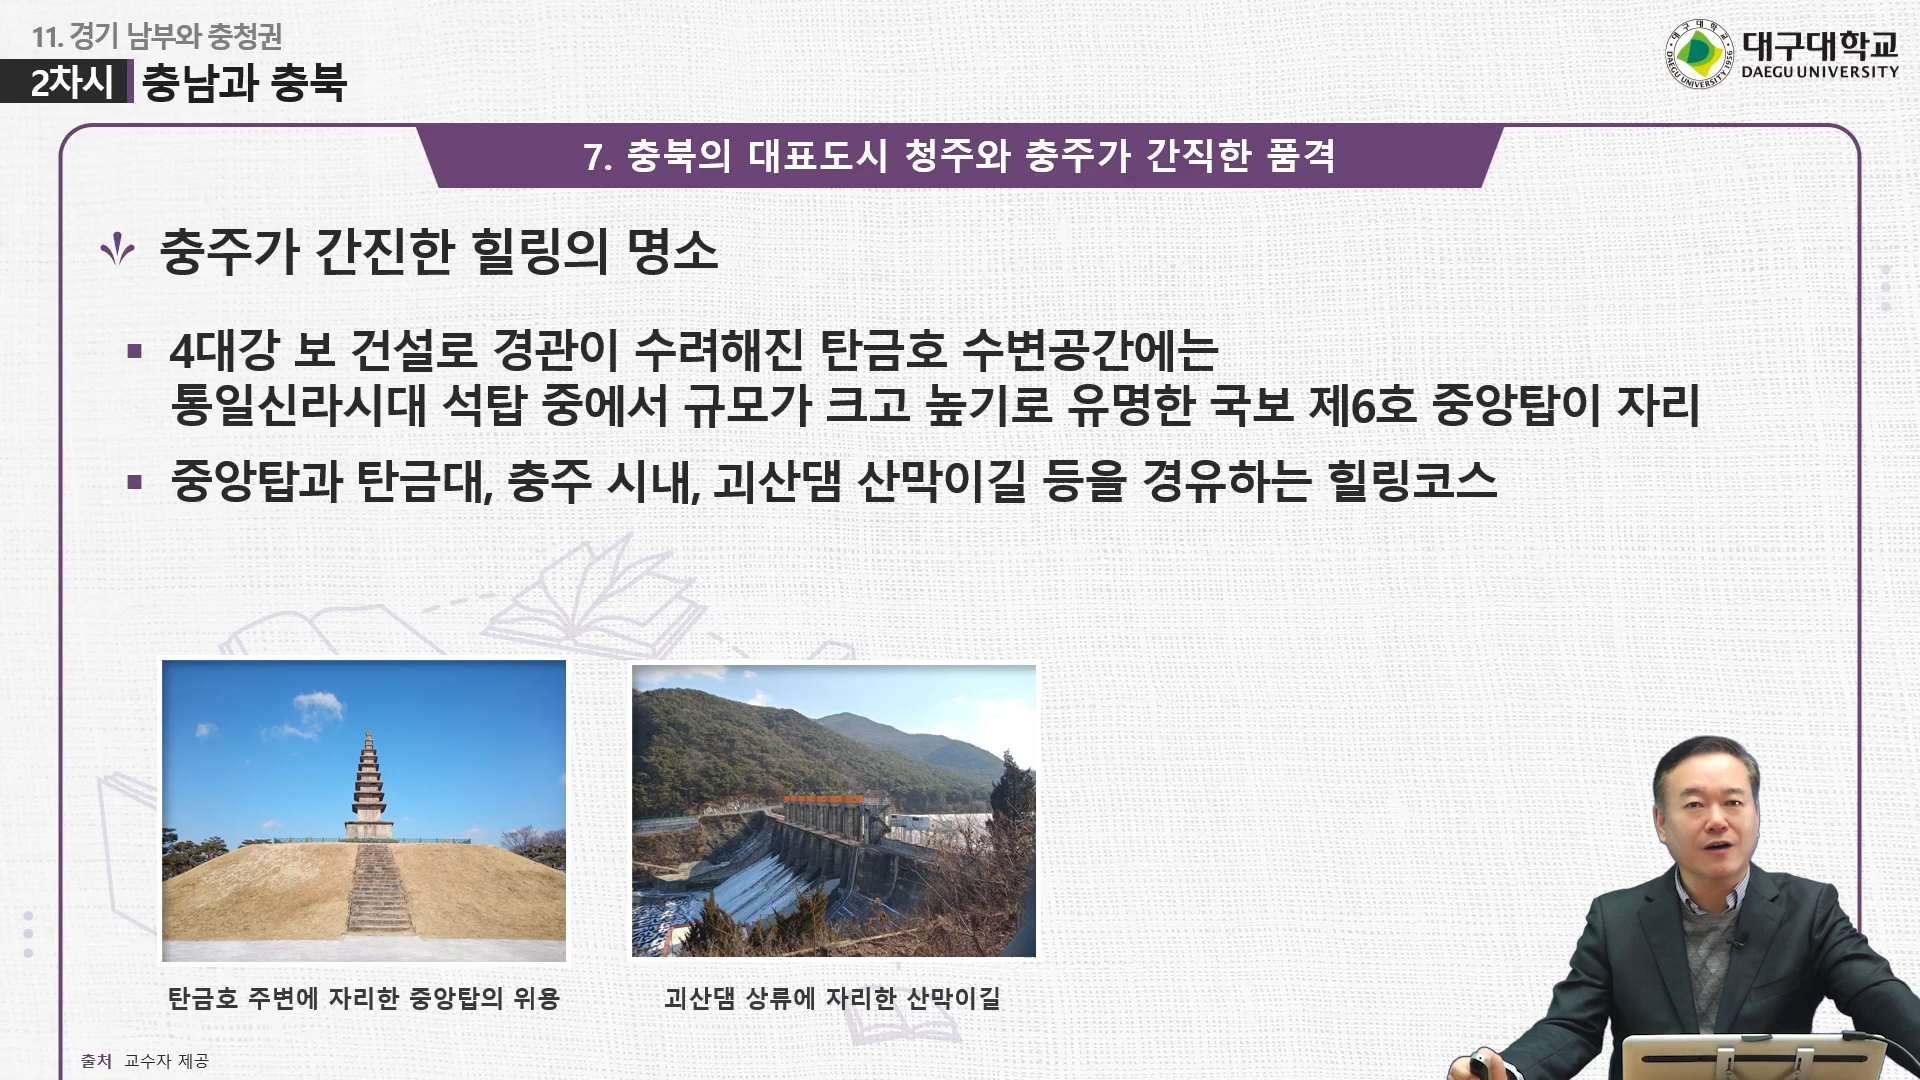 11. 경기 남부와 충청권
2차시 충남과 충북
대구대학교
DAEGU UNIVERSITY
대구대학교
DAEGU UNIVERSITY 1956
7. 충북의 대표도시 청주와 충주가 간직한 품격
충주가 간진한 힐링의 명소
4대강 보 건설로 경관이 수려해진 탄금호 수변공간에는
통일신라시대 석탑 중에서 규모가 크고 높기로 유명한 국보 제6호 중앙탑이 자리
중앙탑과 탄금대, 충주 시내, 괴산댐 산막이길 등을 경유하는 힐링코스
탄금호 주변에 자리한 중앙탑의 위용
괴산댐 상류에 자리한 산막이길
출처 교수자 제공